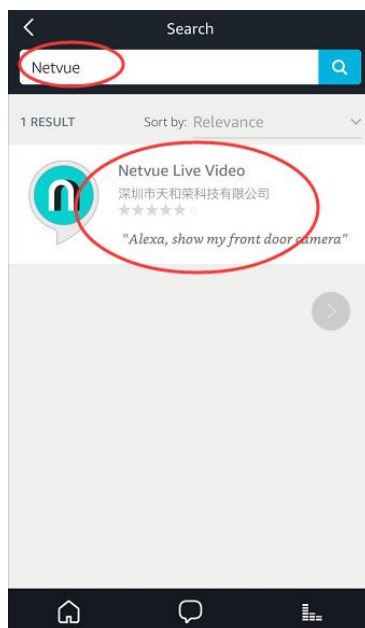 Search
Netvue
1 RESULT Sort by: Relevance
Netvue Live Video
深圳市天和荣科技有限公司
0
"Alexa, show my front door camera"